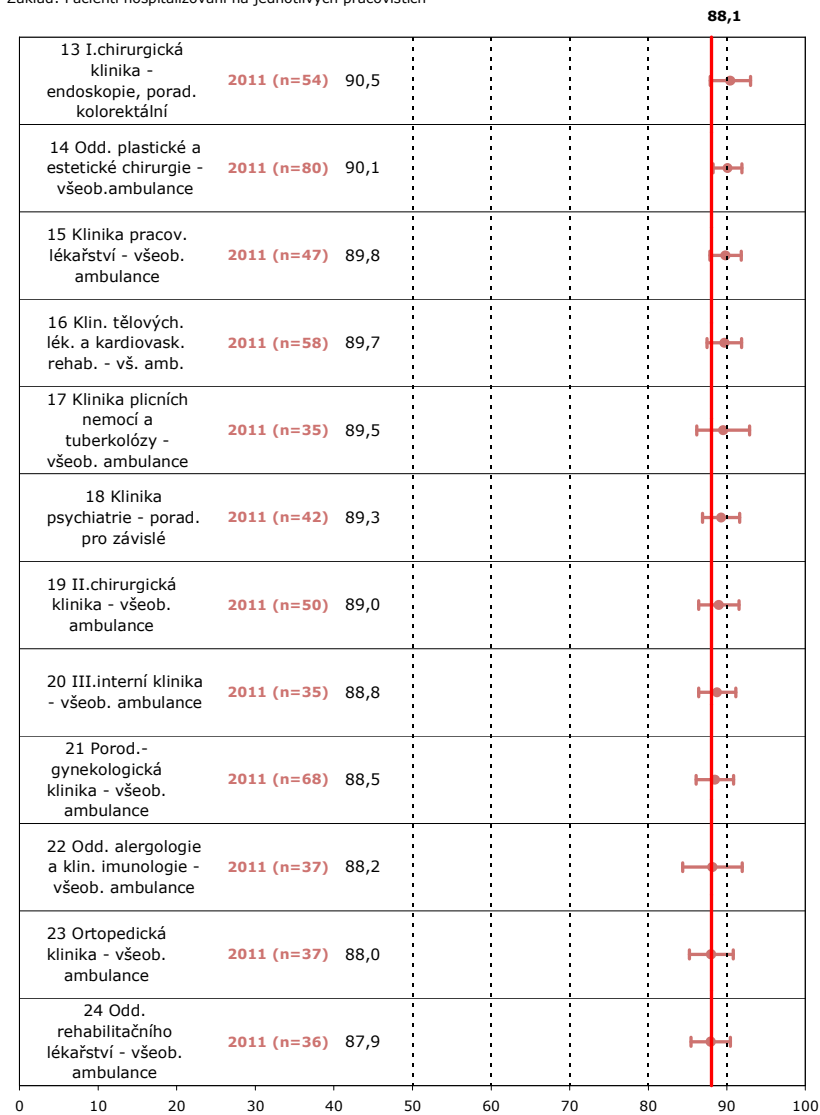 Základ: Pacienti hospitalizovaní na jednotlivých pracovištích
88,1
13 I.chirurgická
klinika -
endoskopie, porad.
kolorektální
2011 (n=54) 90,5
14 Odd. plastické a
estetické chirurgie -
všeob.ambulance
2011 (n=80) 90,1
15 Klinika pracov.
lékařství - všeob.
ambulance
2011 (n=47) 89,8
16 Klin. tělových.
lék. a kardiovask.
rehab. - vš. amb.
2011 (n=58) 89,7
17 Klinika plicních
nemocí a
tuberkolózy -
všeob. ambulance
2011 (n=35) 89,5
18 Klinika
psychiatrie - porad.
pro závislé
2011 (n=42) 89,3
19 II.chirurgická
klinika - všeob.
ambulance
2011 (n=50) 89,0
20 III.interní klinika
- všeob. ambulance
2011 (n=35) 88,8
21 Porod.-
gynekologická
klinika - všeob.
ambulance
2011 (n=68) 88,5
22 Odd. alergologie
a klin. imunologie -
všeob. ambulance
2011 (n=37) 88,2
23 Ortopedická
klinika - všeob.
ambulance
2011 (n=37) 88,0
24 Odd.
rehabilitačního
lékařství - všeob.
ambulance
2011 (n=36) 87,9
0 10 20 30 40 50 60 70 80 90 100